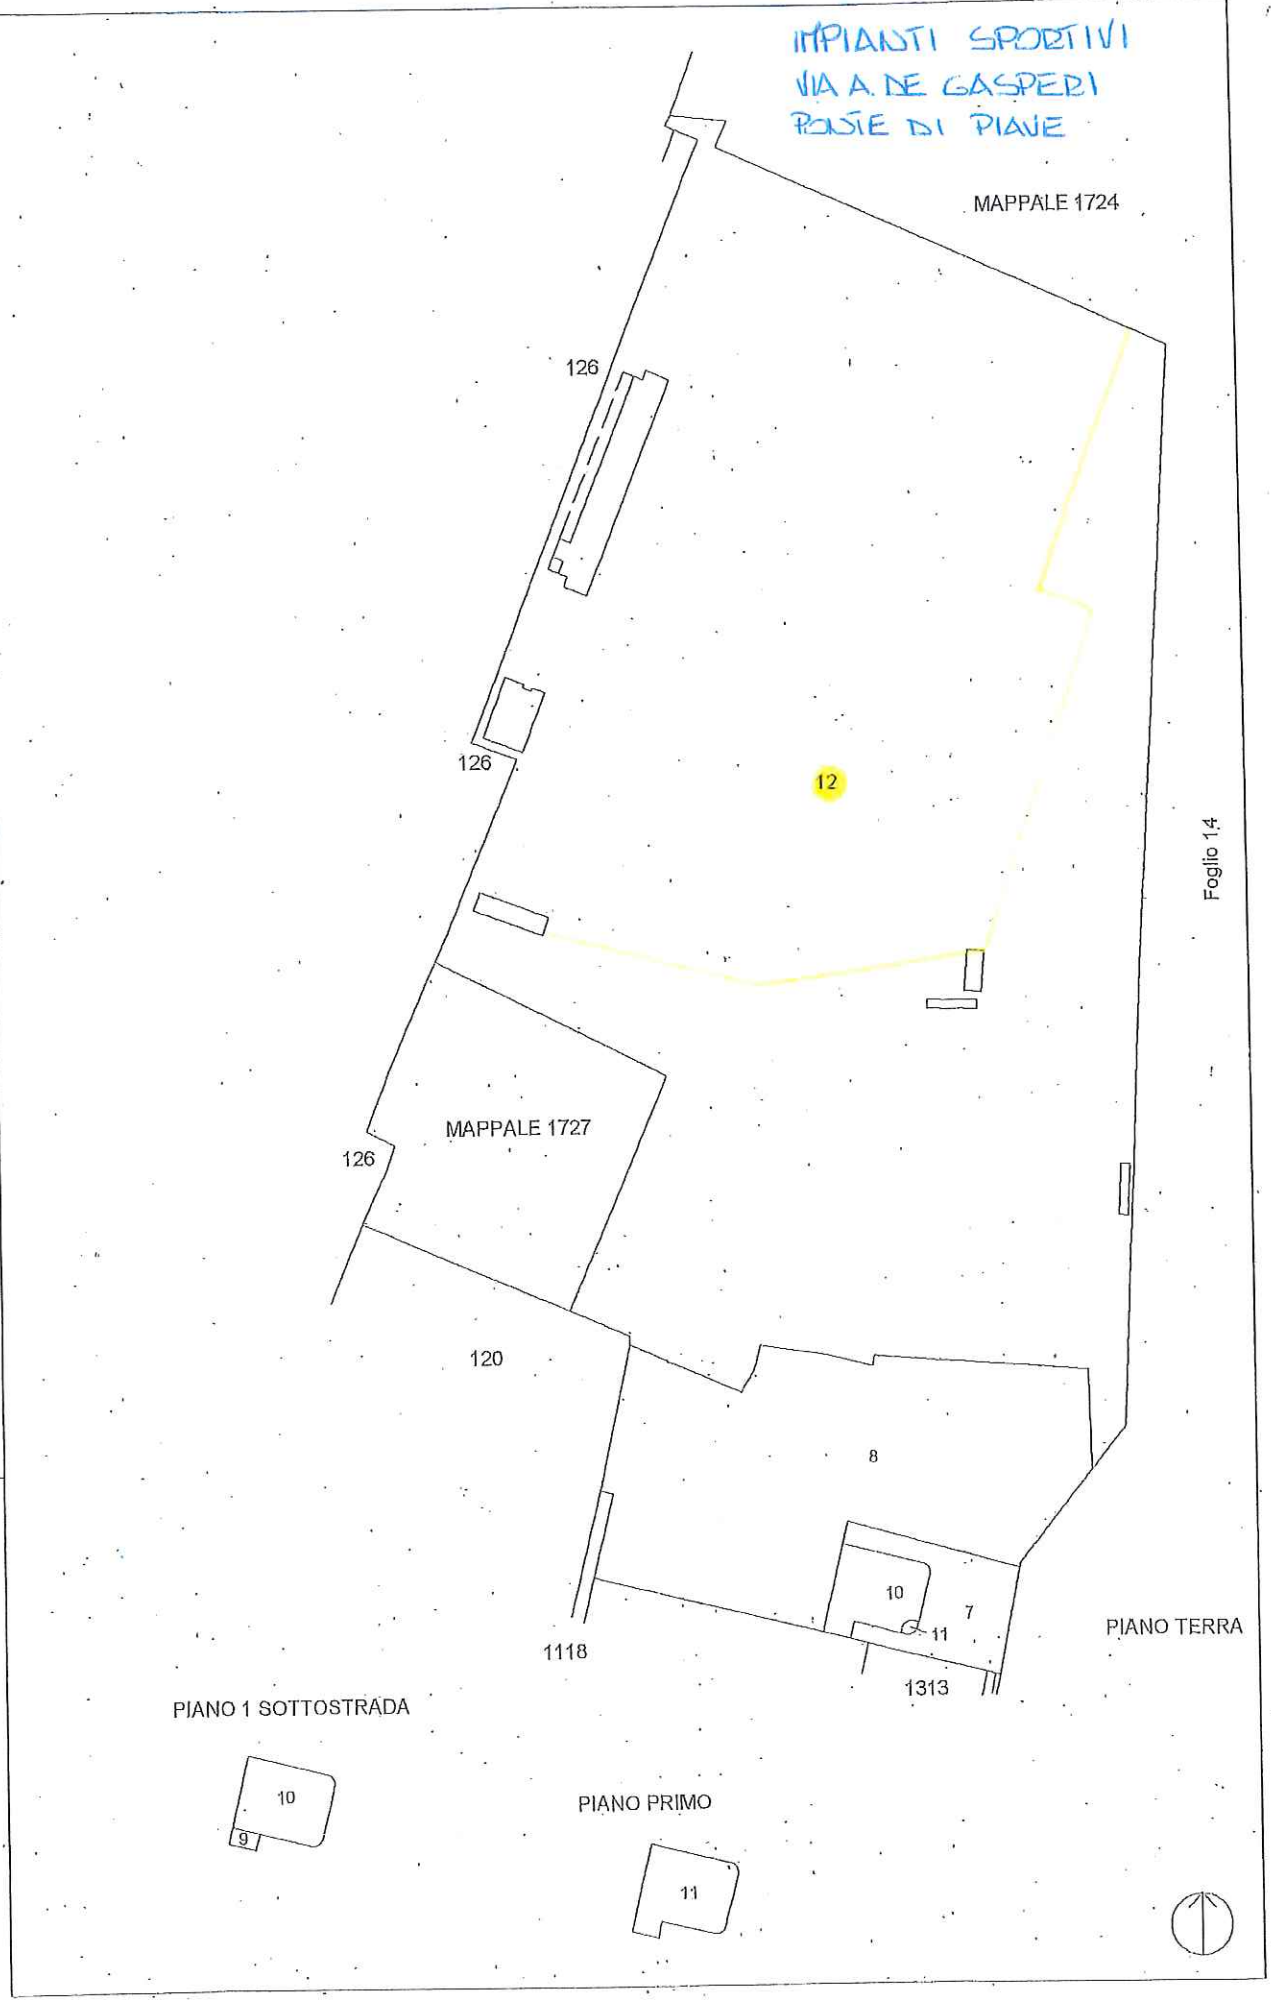 IMPIANTI SPORTIVI
VIA A. DE GASPERI
PONTE DI PIAVE
MAPPALE 1724
126
126
12
Foglio 14
MAPPALE 1727
126
120
8
10
7
11
PIANO TERRA
1118
1313
PIANO 1 SOTTOSTRADA
10
9
PIANO PRIMO
11